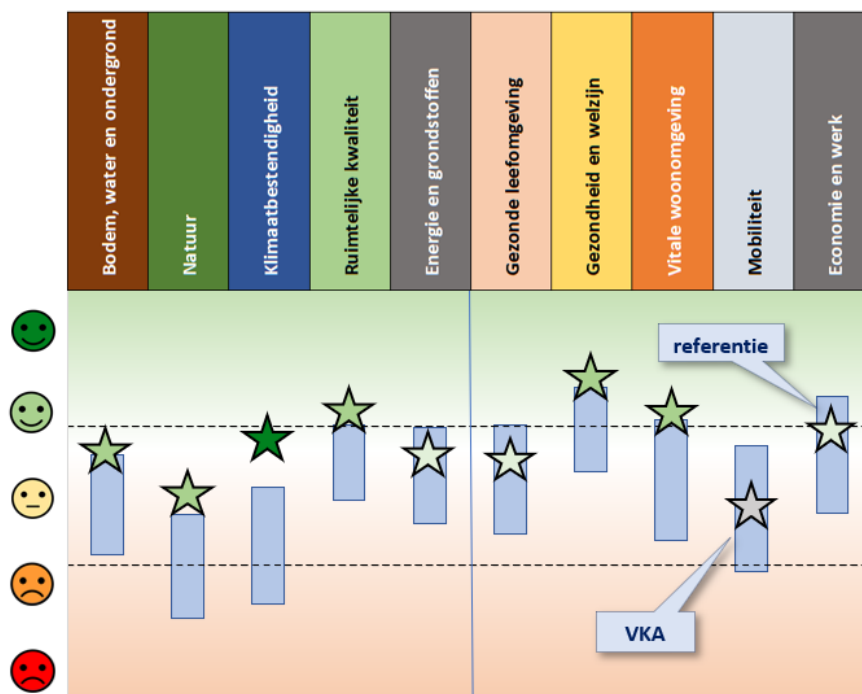 Bodem, water en ondergrond
Natuur
Klimaatbestendigheid
Ruimtelijke kwaliteit
Energie en grondstoffen
Gezonde leefomgeving
Gezondheid en welzijn
Vitale woonomgeving
Mobiliteit
Economie en werk
referentie
VKA